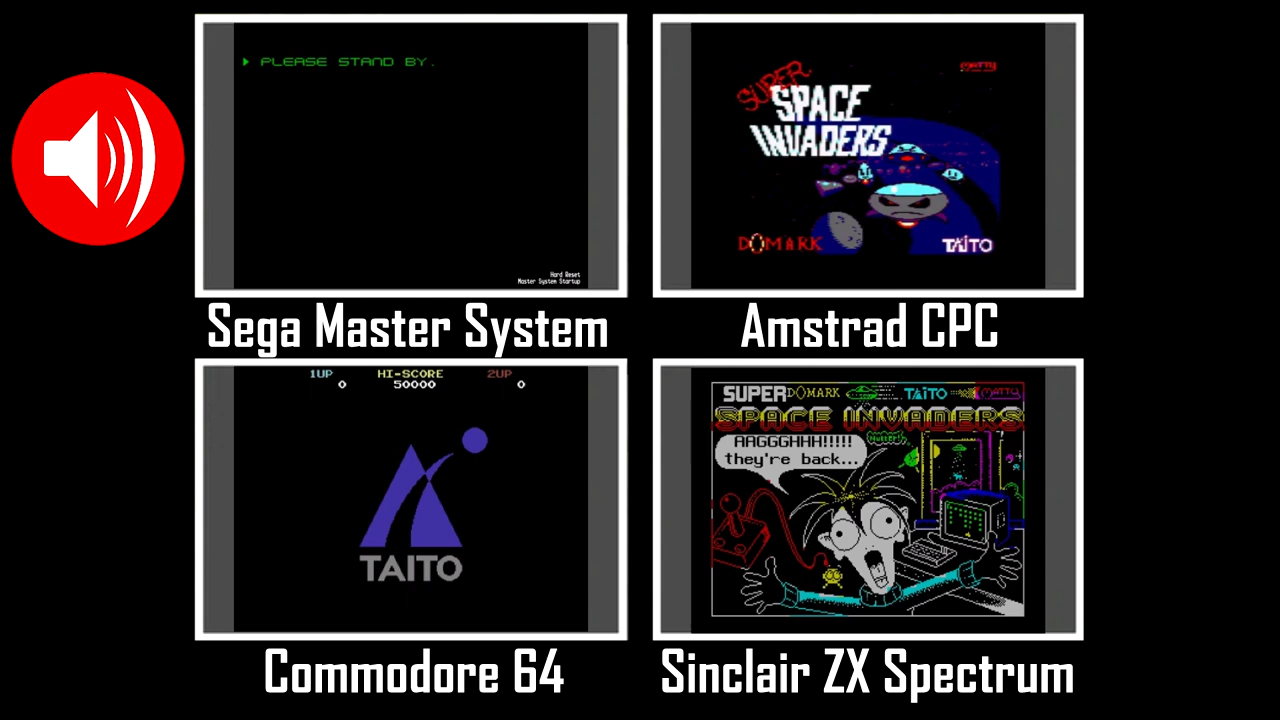 PLEASE STAND BY.
Hard Reset
Master System Startup
Sega Master System
SUPER
SPACE
INVADERS
MATTY
DOMARK
TAITO
Amstrad CPC
1UP HI-SCORE 2UP
0 50000 0
TAITO
Commodore 64
SUPER DOMARK TAITO MATTY
SPACE INVADERS
AAGGGHHH!!!!!
they're back...
Sinclair ZX Spectrum